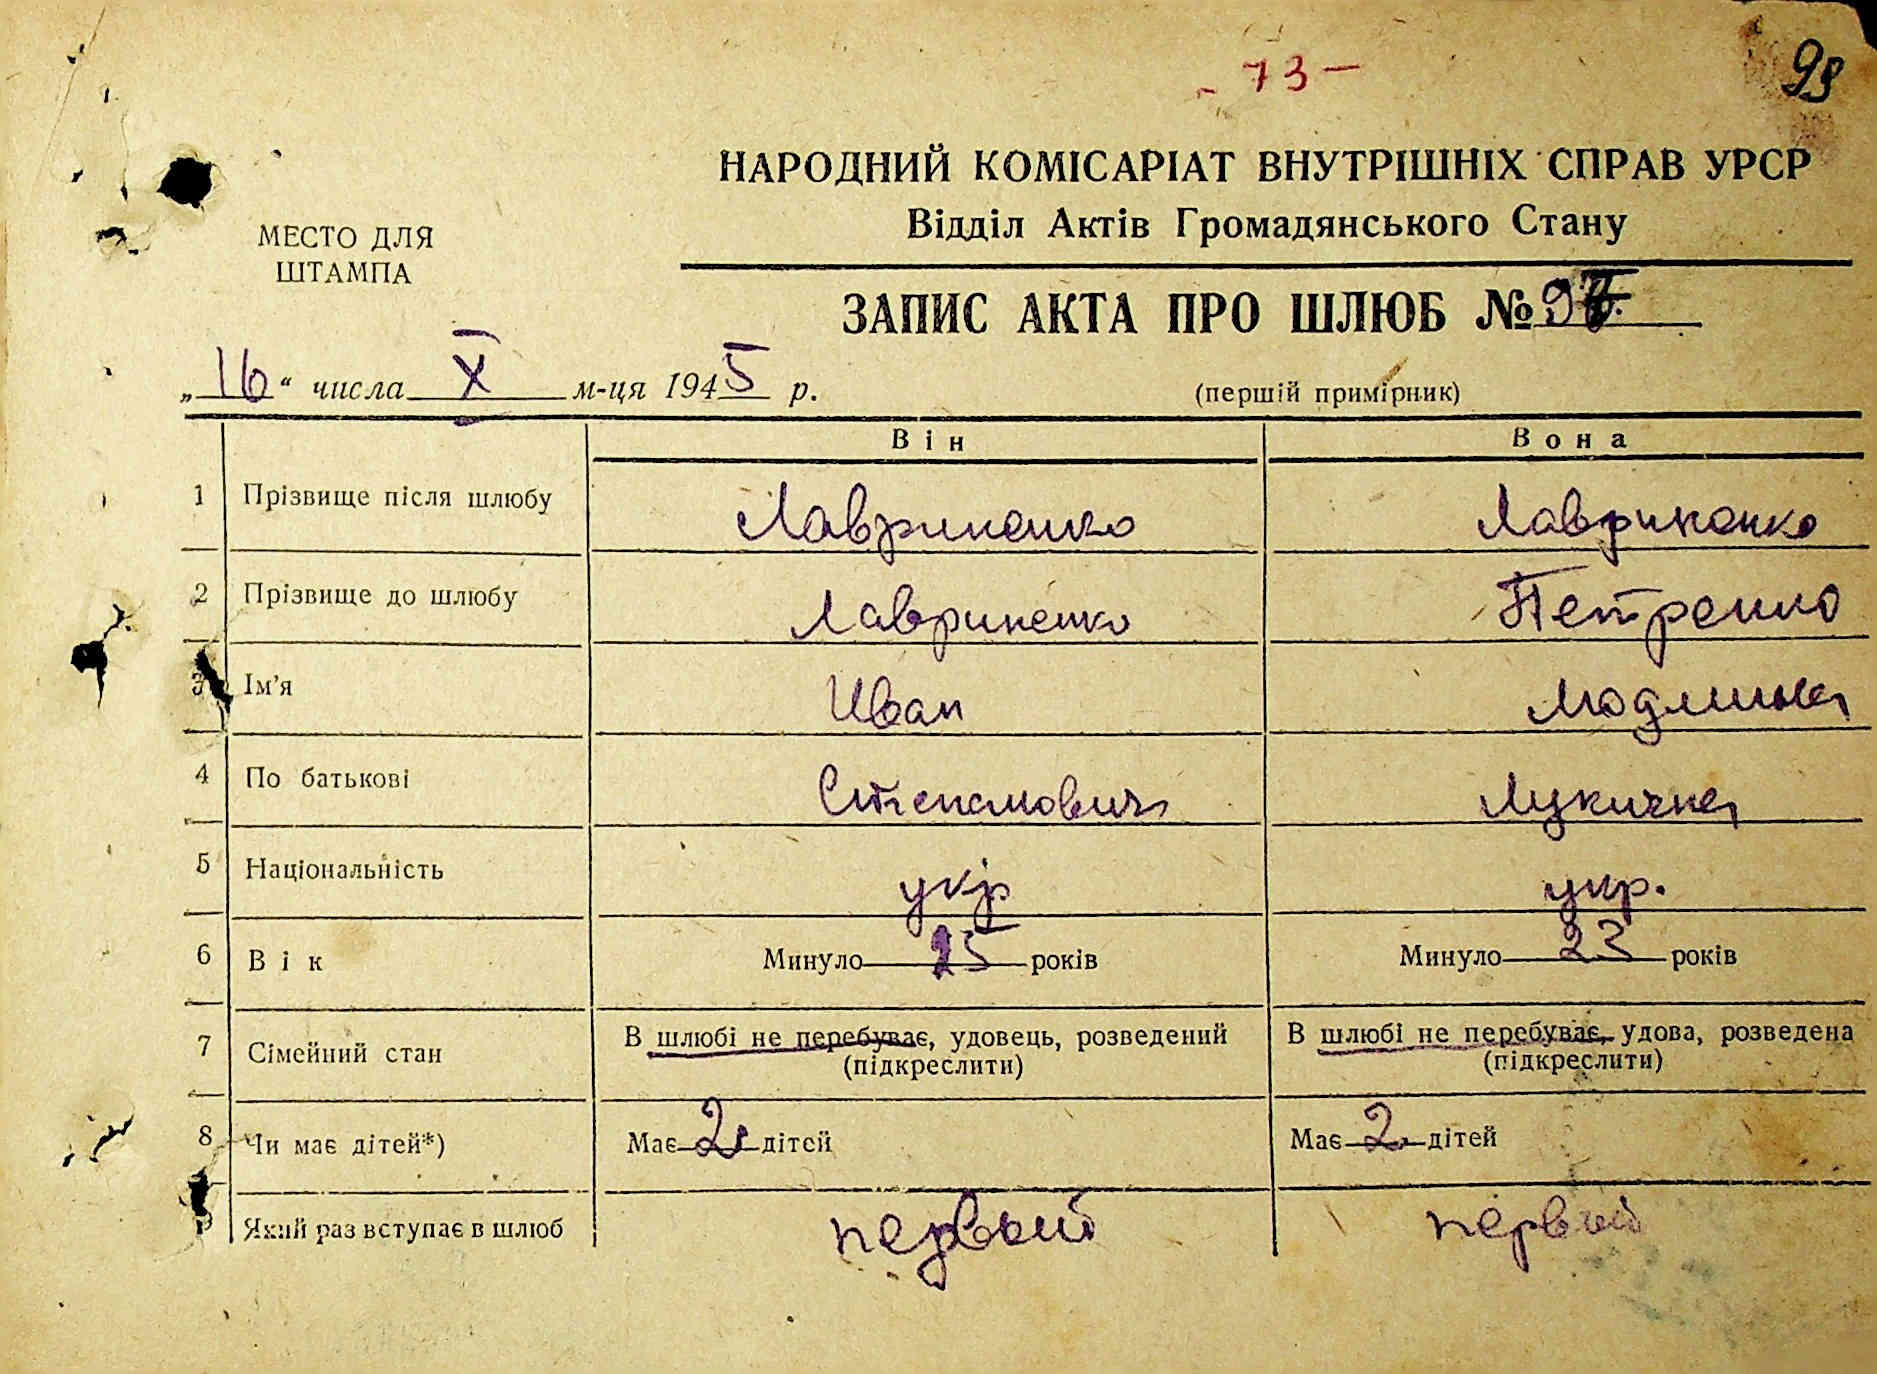 - 73 -
НАРОДНИЙ КОМІСАРІАТ ВНУТРІШНІХ СПРАВ УРСР
Відділ Актів Громадянського Стану
МЕСТО ДЛЯ
ШТАМПА
ЗАПИС АКТА ПРО ШЛЮБ №
„16“ числа X м-ця 1945 р.
(першій примірник)
Він Вона
1 Прізвище після шлюбу Лавриненко Лавриненко
2 Прізвище до шлюбу Лавриненко Петренко
3 Ім'я Иван Людмила
4 По батькові Степанович Лукична
5 Національність укр укр.
6 Вік Минуло 25 років Минуло 23 років
7 Сімейний стан В шлюбі не перебуває, удовець, розведений В шлюбі не перебуває, удова, розведена
(підкреслити) (підкреслити)
8 Чи має дітей*) Має 2 дітей Має 2 дітей
9 Який раз вступає в шлюб первый первый